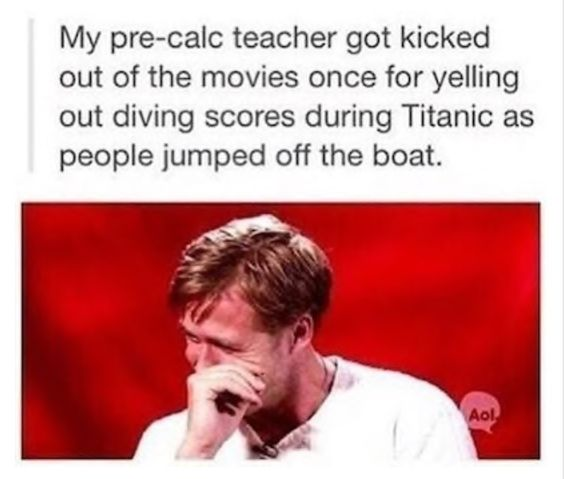 My pre-calc teacher got kicked
out of the movies once for yelling
out diving scores during Titanic as
people jumped off the boat.
Aol.